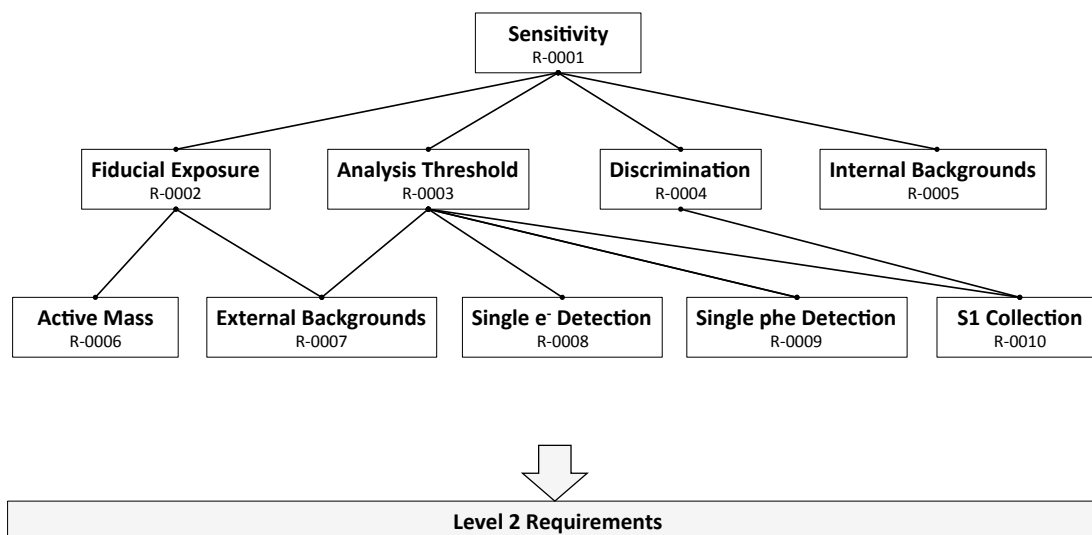 Sensitivity
R-0001
Fiducial Exposure
R-0002
Analysis Threshold
R-0003
Discrimination
R-0004
Internal Backgrounds
R-0005
Active Mass
R-0006
External Backgrounds
R-0007
Single e⁻ Detection
R-0008
Single phe Detection
R-0009
S1 Collection
R-0010
Level 2 Requirements